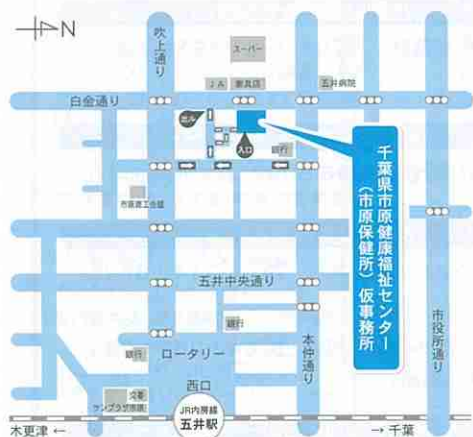 N
吹上通り
スーパー
JA
家具店
五井病院
白金通り
出口
入口
銀行
千葉県市原健康福祉センター
（市原保健所）仮事務所
市原商工会館
五井中央通り
銀行
銀行
ロータリー
本仲通り
市役所通り
西口
JR内房線
五井駅
木更津 ←
→ 千葉